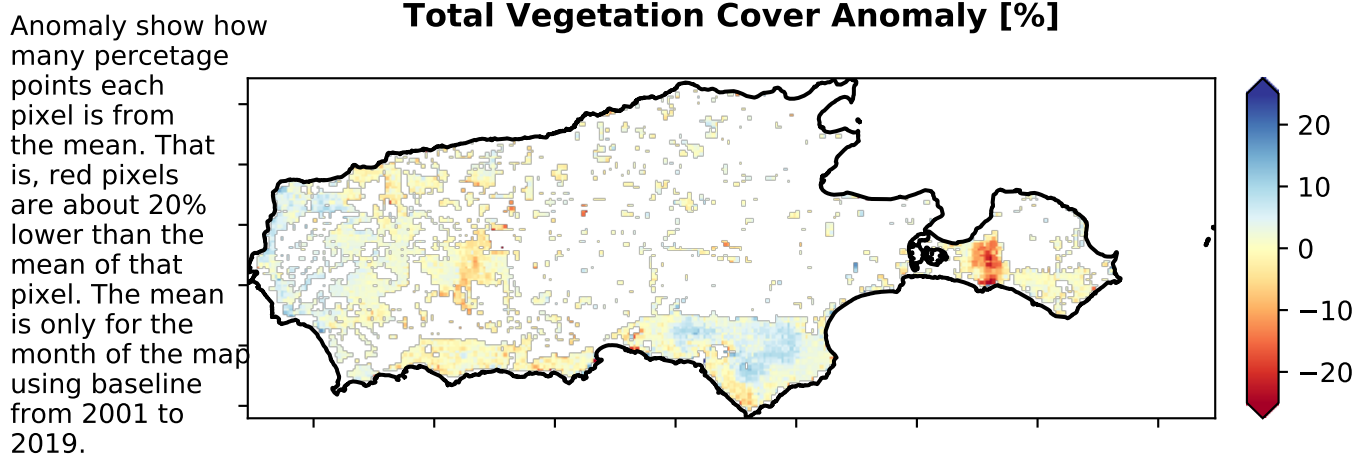 Total Vegetation Cover Anomaly [%]
Anomaly show how
many percetage
points each
pixel is from
the mean. That
is, red pixels
are about 20%
lower than the
mean of that
pixel. The mean
is only for the
month of the map
using baseline
from 2001 to
2019.
20
10
0
−10
−20